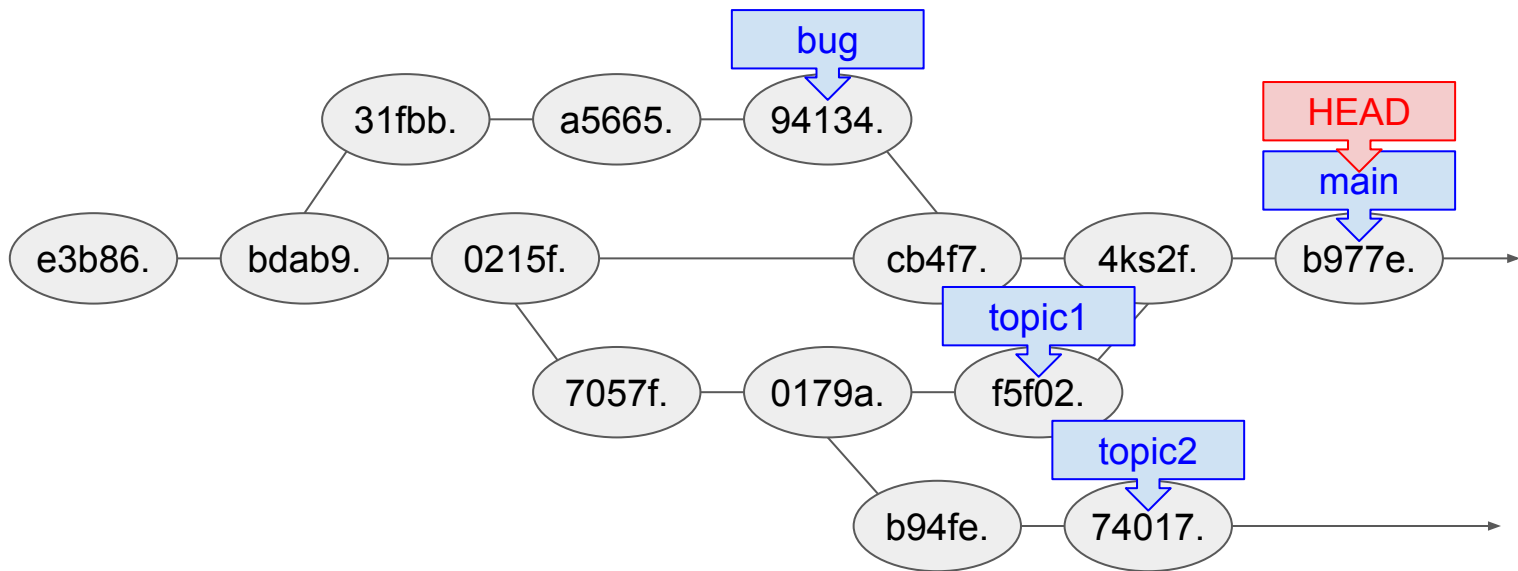 bug
31fbb.
a5665.
94134.
HEAD
main
e3b86.
bdab9.
0215f.
cb4f7.
4ks2f.
b977e.
topic1
7057f.
0179a.
f5f02.
topic2
b94fe.
74017.